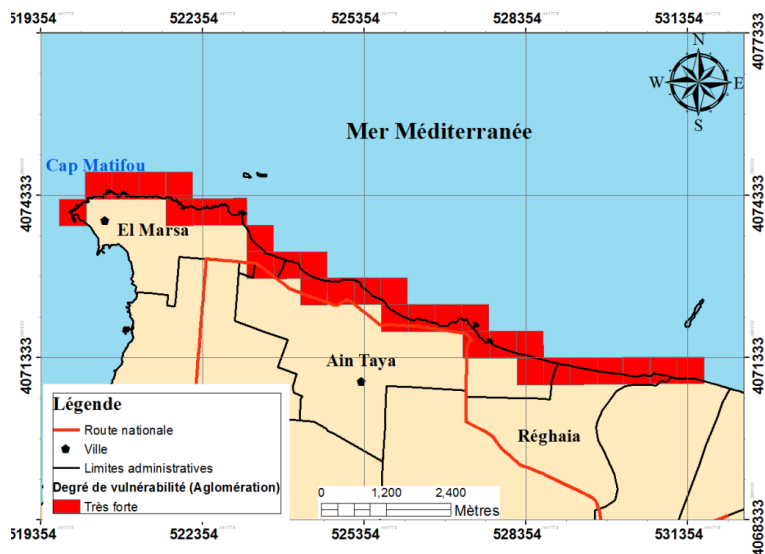 519354 522354 525354 528354 531354
4077333
4077333
N
W E
S
Mer Méditerranée
Cap Matifou
4074333
4074333
El Marsa
4071333
4071333
Ain Taya
Réghaia
Légende
Route nationale
Ville
Limites administratives
Degré de vulnérabilité (Aglomération)
Très forte
0 1,200 2,400
Mètres
4068333
519354 522354 525354 528354 531354